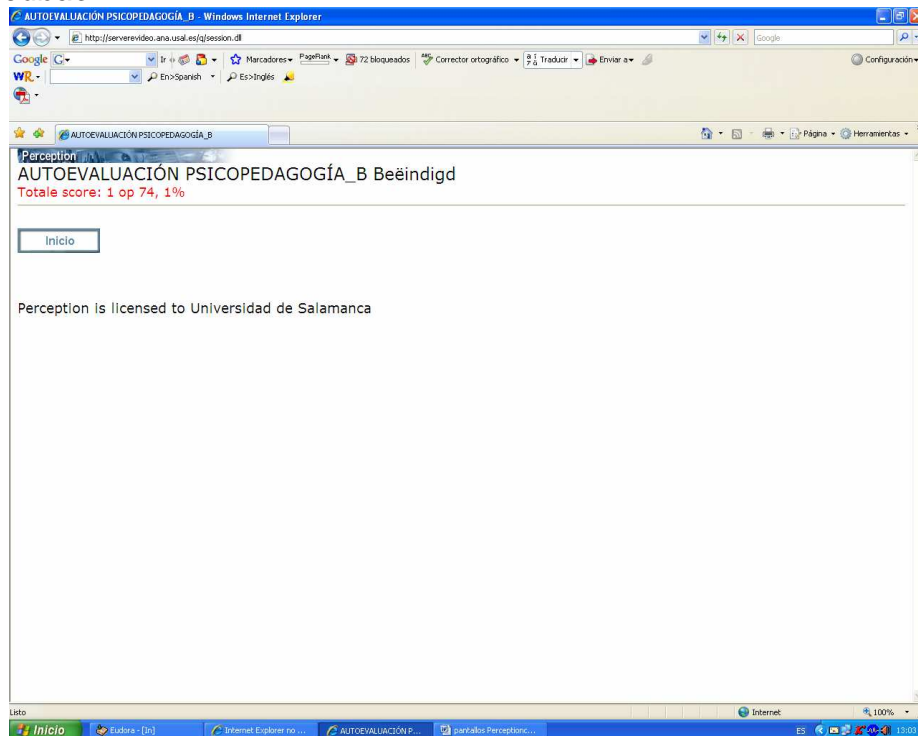 AUTOEVALUACIÓN PSICOPEDAGOGÍA_B - Windows Internet Explorer
http://serverevideo.ana.usal.es/q/session.dll
Google
Google G
Ir
Marcadores
PageRank
72 bloqueados
Corrector ortográfico
Traducir
Enviar a
Configuración
WR
En>Spanish
Es>Inglés
AUTOEVALUACIÓN PSICOPEDAGOGÍA_B
Página
Herramientas
Perception
AUTOEVALUACIÓN PSICOPEDAGOGÍA_B Beëindigd
Totale score: 1 op 74, 1%
Inicio
Perception is licensed to Universidad de Salamanca
Listo
Internet
100%
Inicio
Eudora - [In]
Internet Explorer no ...
AUTOEVALUACIÓN P...
pantallas Perceptionc...
ES
13:03